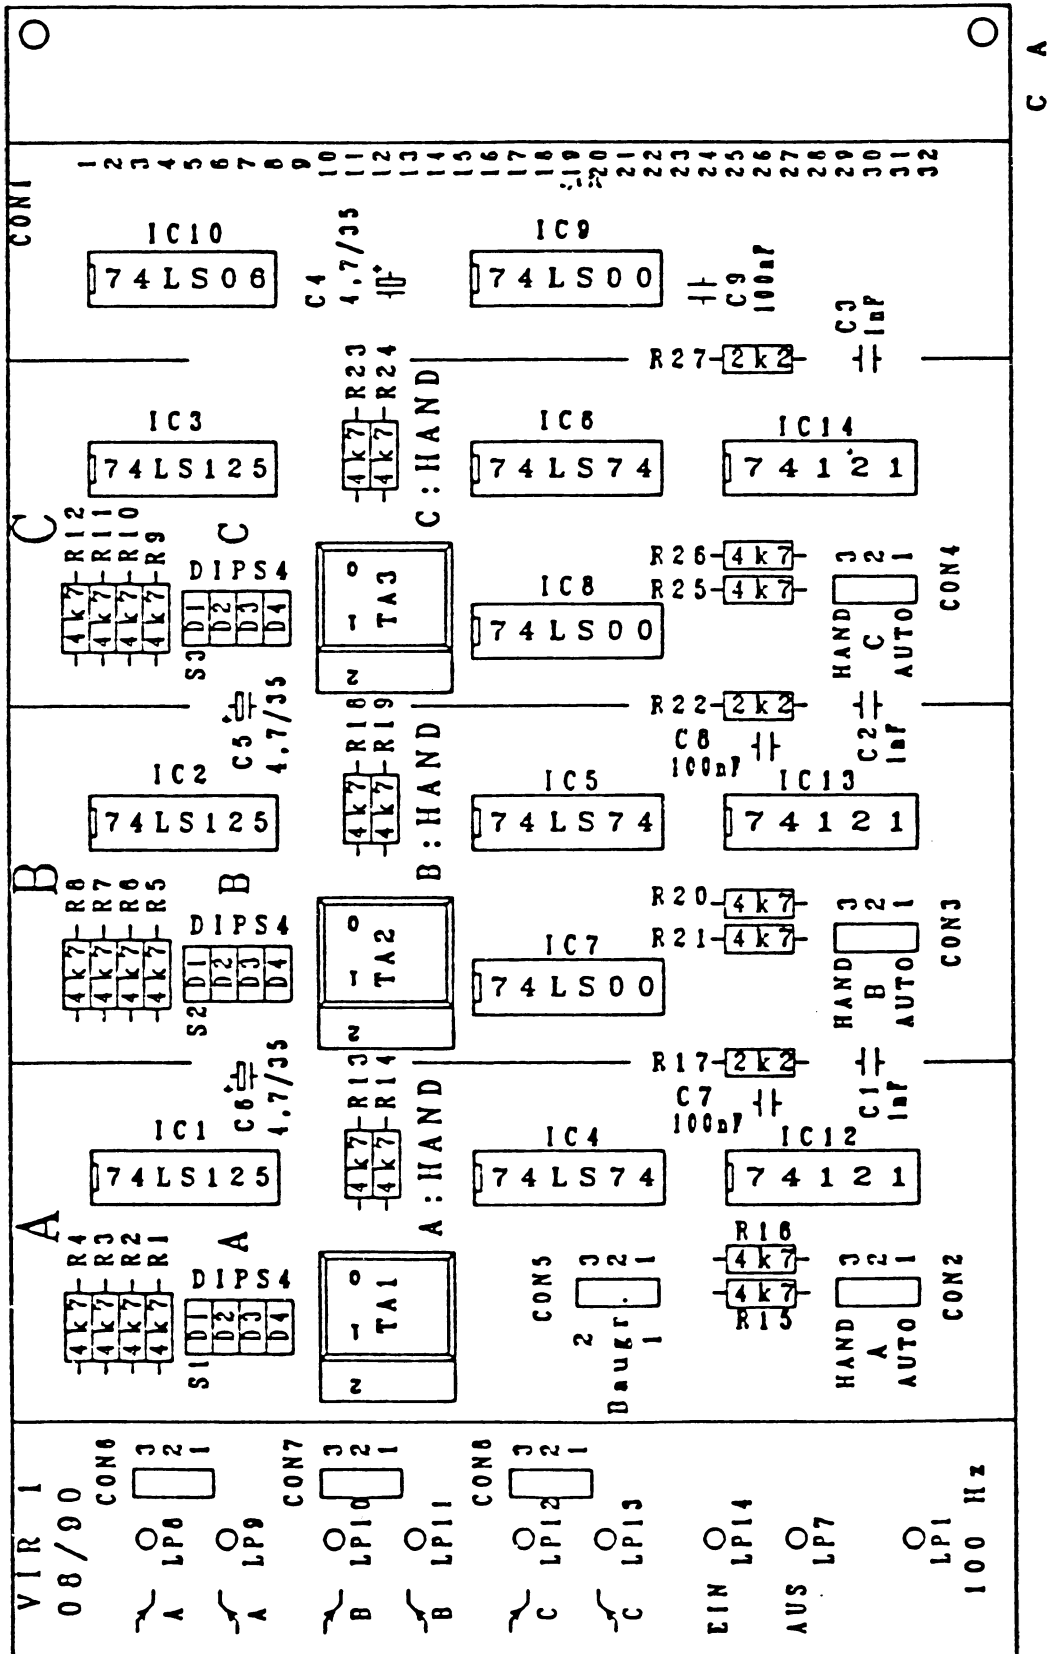 A
C
CON1
1
2
3
4
5
6
7
8
9
10
11
12
13
14
15
16
17
18
19
20
21
22
23
24
25
26
27
28
29
30
31
32
IC10
74LS06
C4
4,7/35
IC9
74LS00
C9
100nF
C3
1nF
R27
2k2
IC3
74LS125
R23
4k7
R24
4k7
C:HAND
IC6
74LS74
IC14
74121
C
R12
4k7
R11
4k7
R10
4k7
R9
4k7
C
DIPS4
D1
D2
D3
D4
S3
0
1
2
TA3
IC8
74LS00
R26
4k7
R25
4k7
3
2
1
CON4
HAND
C
AUTO
C5
4,7/35
R18
4k7
R19
4k7
R22
2k2
C8
100nF
C2
1nF
IC2
74LS125
B:HAND
IC5
74LS74
IC13
74121
B
R8
4k7
R7
4k7
R6
4k7
R5
4k7
B
DIPS4
D1
D2
D3
D4
S2
0
1
2
TA2
IC7
74LS00
R20
4k7
R21
4k7
3
2
1
CON3
HAND
B
AUTO
C6
4,7/35
R13
4k7
R14
4k7
R17
2k2
C7
100nF
C1
1nF
IC1
74LS125
A:HAND
IC4
74LS74
IC12
74121
A
R4
4k7
R3
4k7
R2
4k7
R1
4k7
A
DIPS4
D1
D2
D3
D4
S1
0
1
2
TA1
CON5
3
2
1
2
Baugr.
1
R16
4k7
4k7
R15
3
2
1
CON2
HAND
A
AUTO
VIR 1
08/90
CON6
3
2
1
LP8
A
LP9
A
CON7
3
2
1
LP10
B
LP11
B
CON8
3
2
1
LP12
C
LP13
C
LP14
EIN
LP7
AUS
LP1
100 Hz